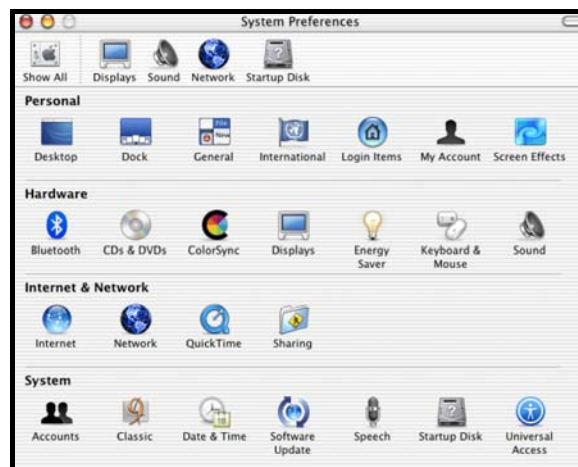 System Preferences
Show All Displays Sound Network Startup Disk
Personal
Desktop Dock General International Login Items My Account Screen Effects
Hardware
Bluetooth CDs & DVDs ColorSync Displays Energy Saver Keyboard & Mouse Sound
Internet & Network
Internet Network QuickTime Sharing
System
Accounts Classic Date & Time Software Update Speech Startup Disk Universal Access